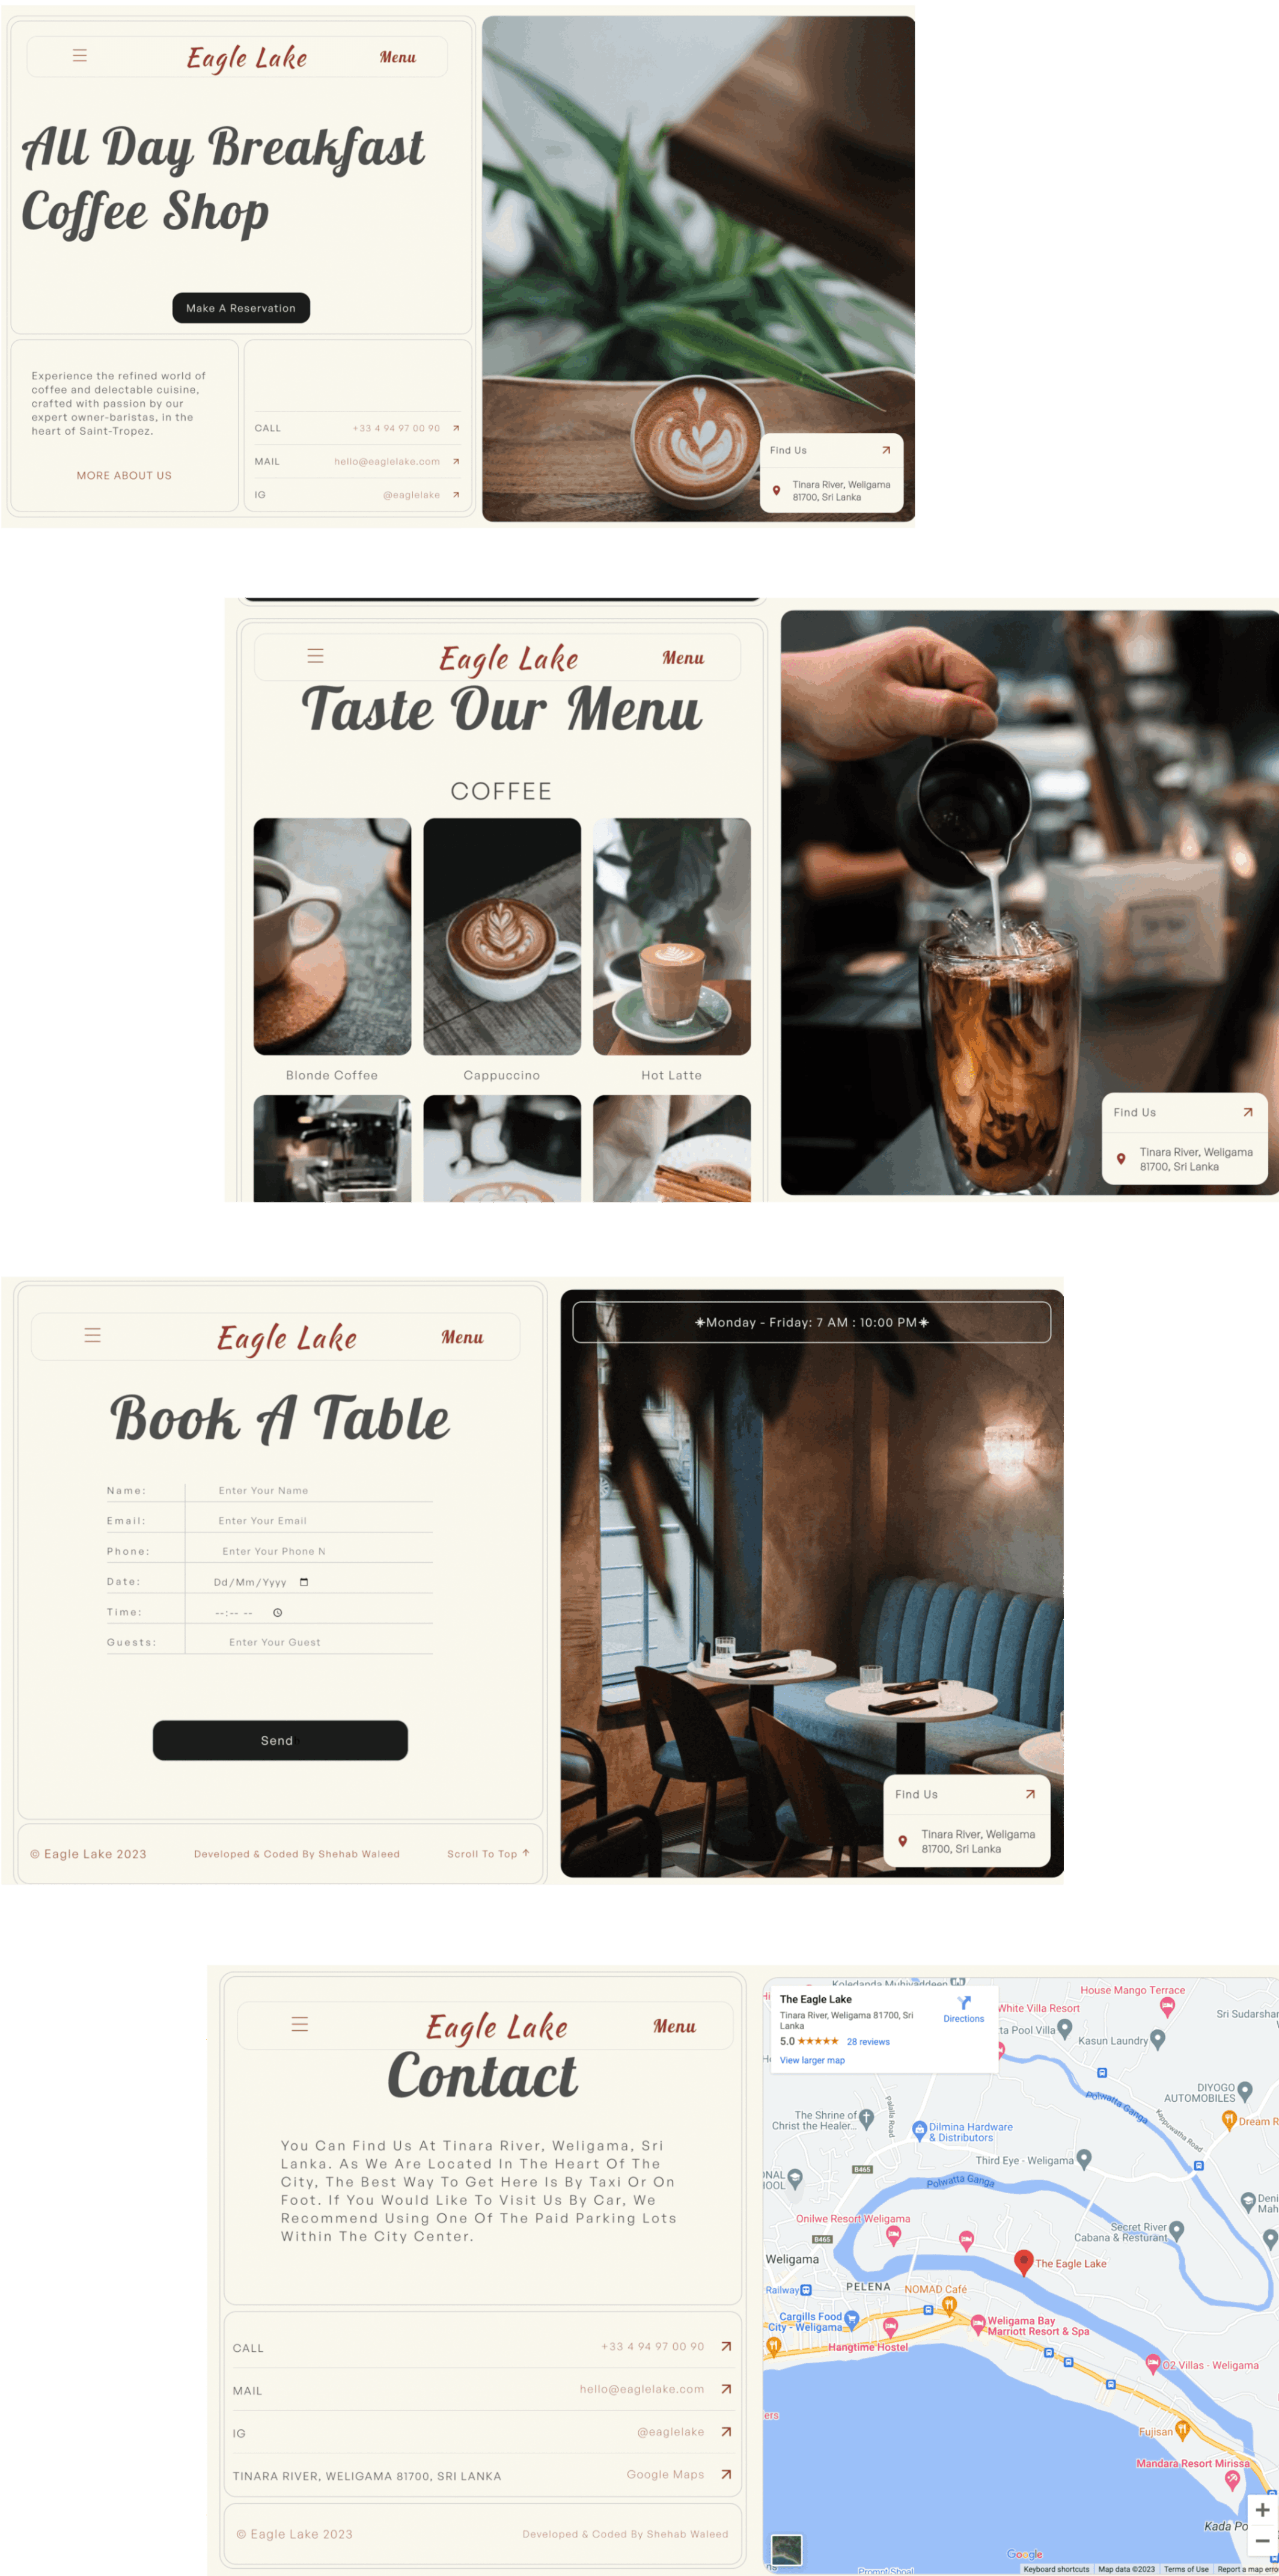 Eagle Lake
Menu
All Day Breakfast
Coffee Shop
Make A Reservation
Experience the refined world of
coffee and delectable cuisine,
crafted with passion by our
expert owner-baristas, in the
heart of Saint-Tropez.
MORE ABOUT US
CALL +33 4 94 97 00 90
MAIL hello@eaglelake.com
IG @eaglelake
Find Us
Tinara River, Weligama
81700, Sri Lanka
Eagle Lake
Menu
Taste Our Menu
COFFEE
Blonde Coffee
Cappuccino
Hot Latte
Find Us
Tinara River, Weligama
81700, Sri Lanka
Eagle Lake
Menu
Book A Table
Name: Enter Your Name
Email: Enter Your Email
Phone: Enter Your Phone N
Date: Dd/Mm/Yyyy
Time: --:-- --
Guests: Enter Your Guest
Send
© Eagle Lake 2023
Developed & Coded By Shehab Waleed
Scroll To Top ↑
Monday - Friday: 7 AM : 10:00 PM
Find Us
Tinara River, Weligama
81700, Sri Lanka
Eagle Lake
Menu
Contact
You Can Find Us At Tinara River, Weligama, Sri
Lanka. As We Are Located In The Heart Of The
City, The Best Way To Get Here Is By Taxi Or On
Foot. If You Would Like To Visit Us By Car, We
Recommend Using One Of The Paid Parking Lots
Within The City Center.
CALL +33 4 94 97 00 90
MAIL hello@eaglelake.com
IG @eaglelake
TINARA RIVER, WELIGAMA 81700, SRI LANKA Google Maps
© Eagle Lake 2023
Developed & Coded By Shehab Waleed
The Eagle Lake
Tinara River, Weligama 81700, Sri
Lanka
Directions
5.0 ★★★★★ 28 reviews
View larger map
House Mango Terrace
White Villa Resort
Sri Sudarshar
ta Pool Villa
Kasun Laundry
DIYOGO
AUTOMOBILES
Polwatta Ganga
Kappuwatha Road
Palalla Road
The Shrine of
Christ the Healer...
Dilmina Hardware
& Distributors
Dream R
Third Eye - Weligama
B465
NAL
OOL
Polwatta Ganga
Deni
Mah
Onilwe Resort Weligama
Secret River
Cabana & Resturant
B465
Weligama
The Eagle Lake
Railway
PELENA
NOMAD Café
Cargills Food
City - Weligama
Weligama Bay
Marriott Resort & Spa
Hangtime Hostel
O2 Villas - Weligama
ers
Fujisan
Mandara Resort Mirissa
Kada Po
Google
Keyboard shortcuts
Map data ©2023
Terms of Use
Report a map erro